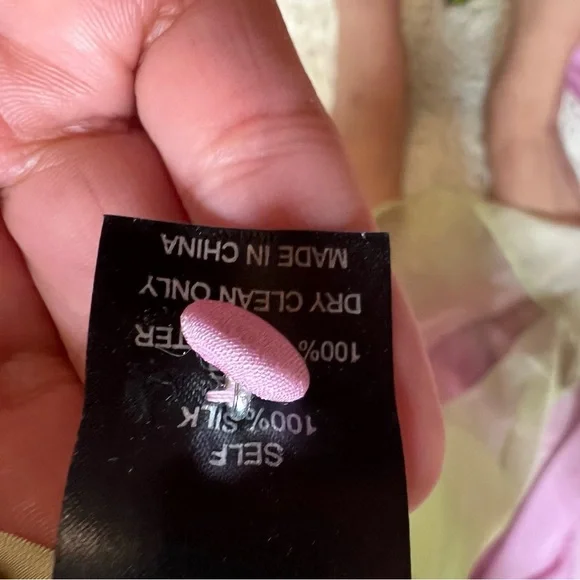 SELF
100% SILK
100%
DRY CLEAN ONLY
MADE IN CHINA